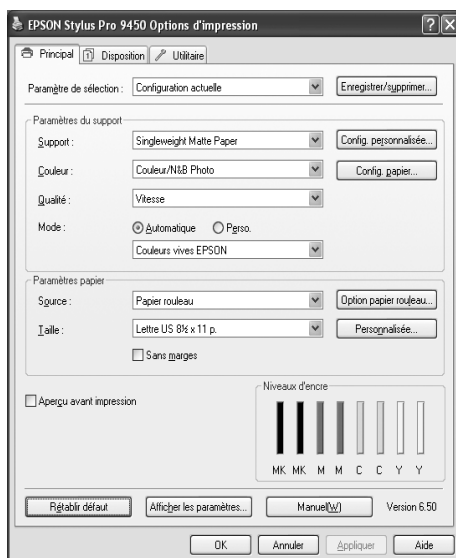 EPSON Stylus Pro 9450 Options d'impression
Principal Disposition Utilitaire
Paramètre de sélection : Configuration actuelle Enregistrer/supprimer...
Paramètres du support
Support : Singleweight Matte Paper Config. personnalisée...
Couleur : Couleur/N&B Photo Config. papier...
Qualité : Vitesse
Mode : Automatique Perso.
Couleurs vives EPSON
Paramètres papier
Source : Papier rouleau Option papier rouleau...
Taille : Lettre US 8½ x 11 p. Personnalisée...
Sans marges
Aperçu avant impression
Niveaux d'encre
MK MK M M C C Y Y
Rétablir défaut Afficher les paramètres... Manuel(W) Version 6.50
OK Annuler Appliquer Aide